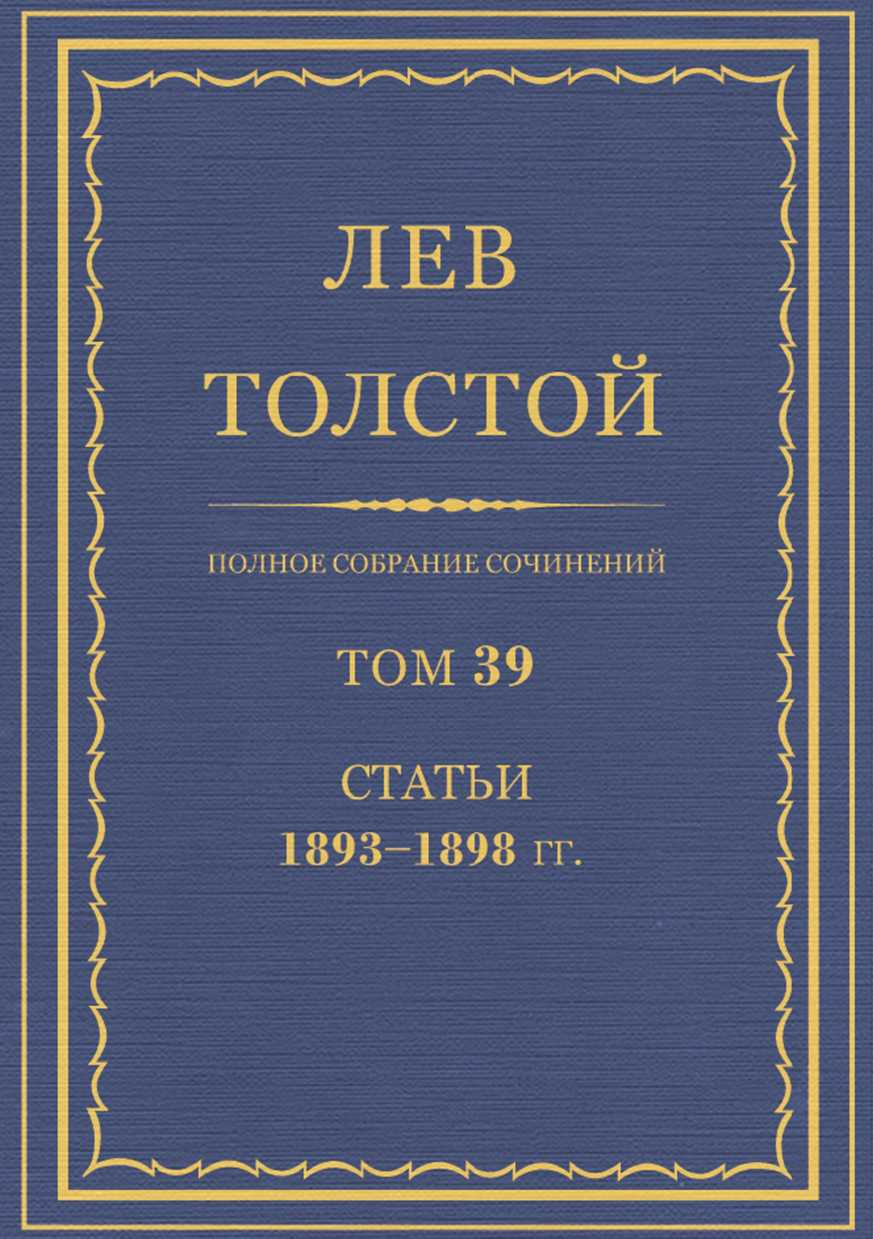 ЛЕВ
ТОЛСТОЙ
ПОЛНОЕ СОБРАНИЕ СОЧИНЕНИЙ
ТОМ 39
СТАТЬИ
1893–1898 гг.